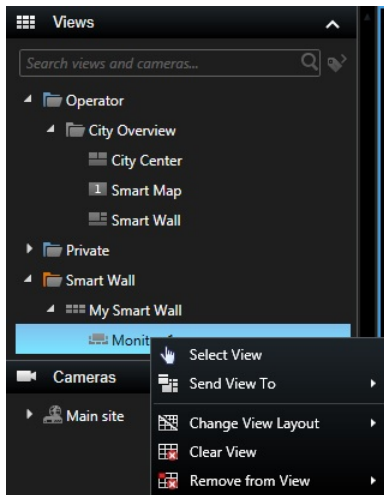 Views
Search views and cameras...
Operator
City Overview
City Center
1 Smart Map
Smart Wall
Private
Smart Wall
My Smart Wall
Select View
Cameras
Send View To
Main site
Change View Layout
Clear View
Remove from View